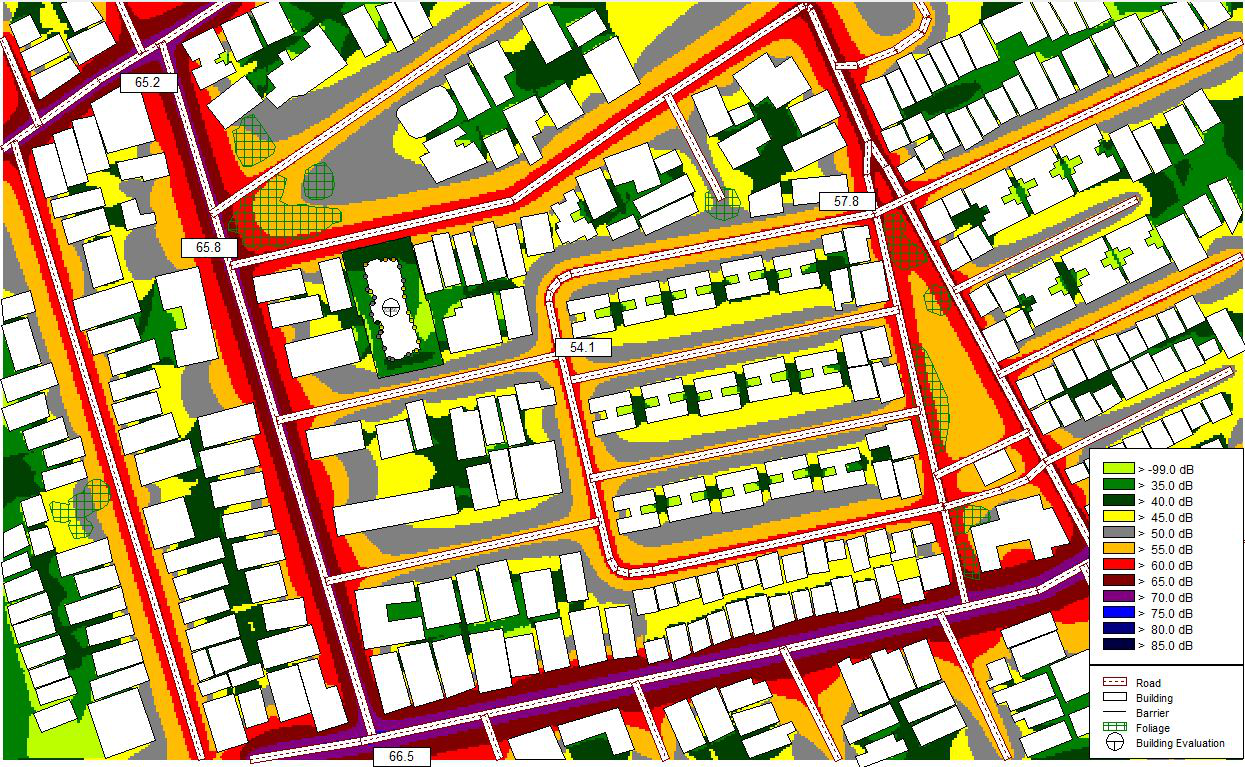 65.2
57.8
65.8
54.1
66.5
> -99.0 dB
> 35.0 dB
> 40.0 dB
> 45.0 dB
> 50.0 dB
> 55.0 dB
> 60.0 dB
> 65.0 dB
> 70.0 dB
> 75.0 dB
> 80.0 dB
> 85.0 dB
Road
Building
Barrier
Foliage
Building Evaluation